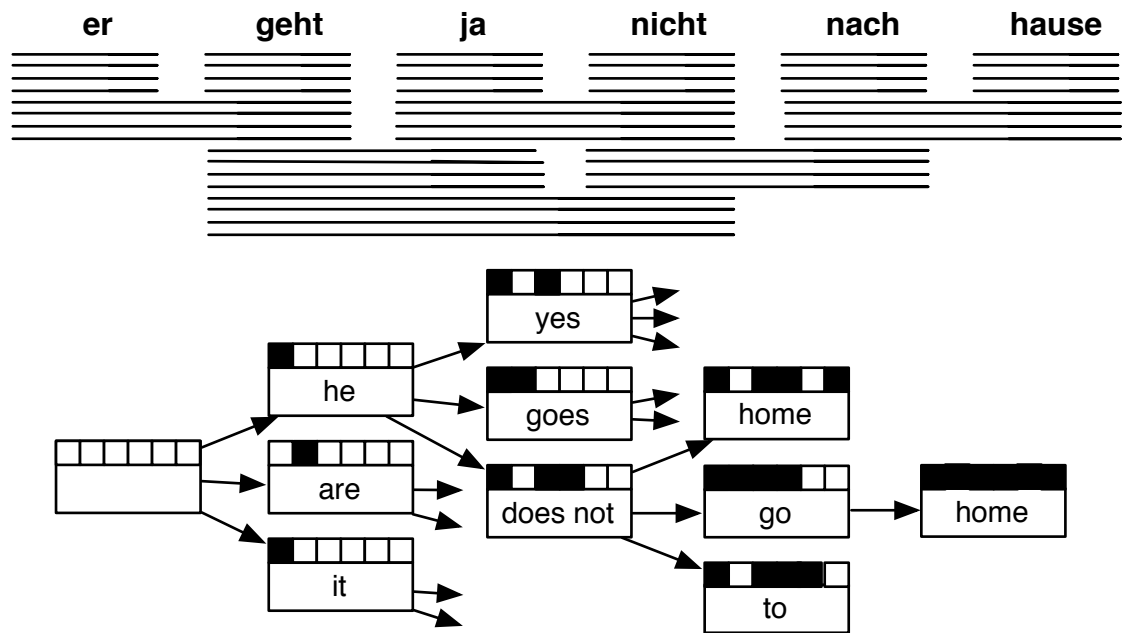 er geht ja nicht nach hause
yes
he
goes
home
are
does not
go
home
it
to